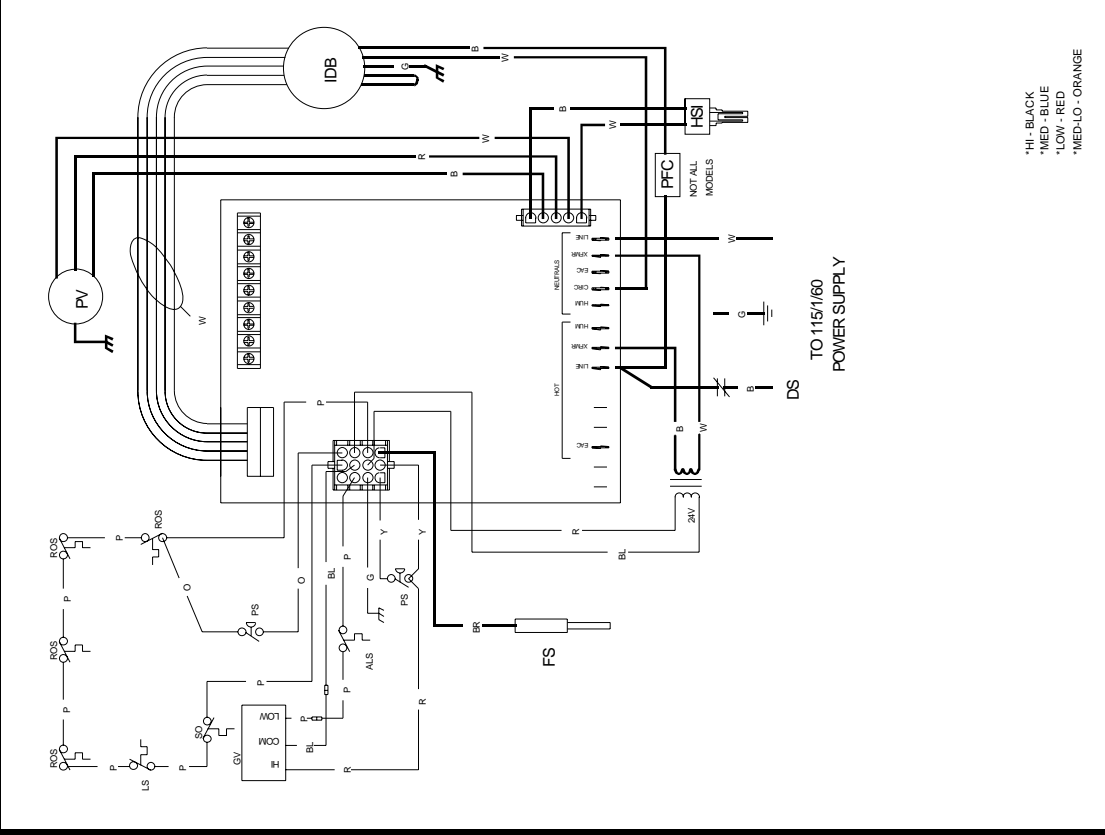 B
W
G
IDB
*HI - BLACK
*MED - BLUE
*LOW - RED
*MED-LO - ORANGE
B
W
HSI
W
R
B
PFC
NOT ALL
MODELS
PV
W
LINE
XFMR
EAC
CIRC
HUM
NEUTRALS
HUM
XFMR
LINE
HOT
EAC
W
G
B
TO 115/1/60
POWER SUPPLY
DS
B
W
24V
R
BL
P
ROS
P
ROS
P
O
PS
O
BL
P
G
Y
Y
PS
BR
FS
ROS
P
ROS
P
P
LS
P
SO
P
GV
LOW
COM
HI
P
BL
R
P
ALS
R